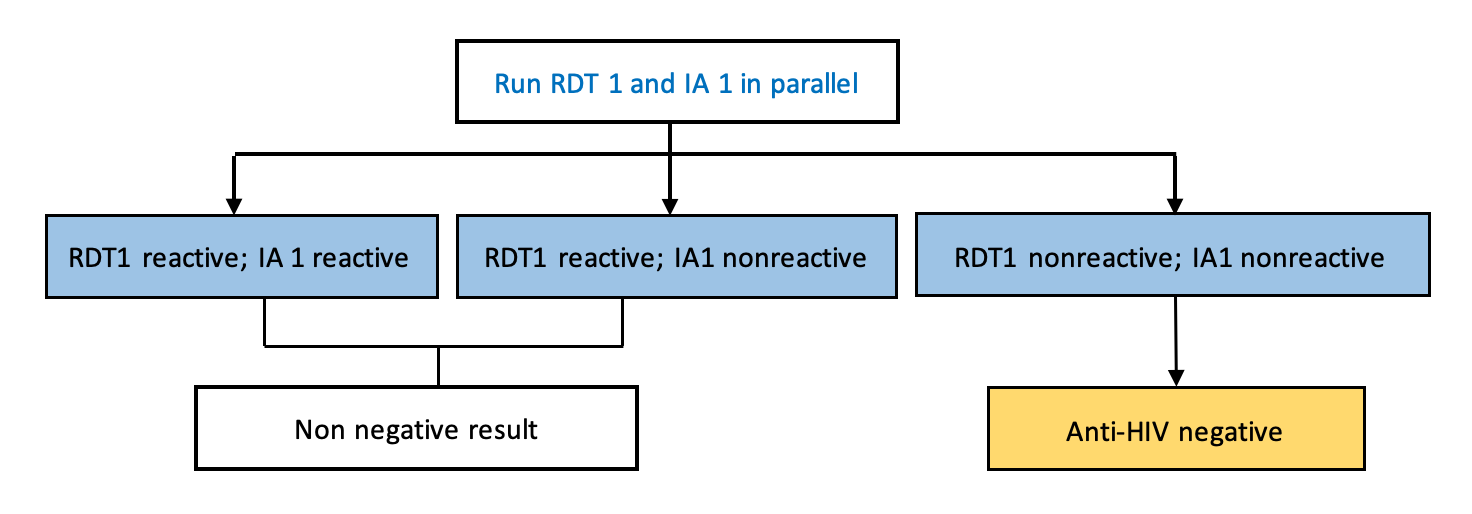 Run RDT 1 and IA 1 in parallel
RDT1 reactive; IA 1 reactive
RDT1 reactive; IA1 nonreactive
RDT1 nonreactive; IA1 nonreactive
Non negative result
Anti-HIV negative